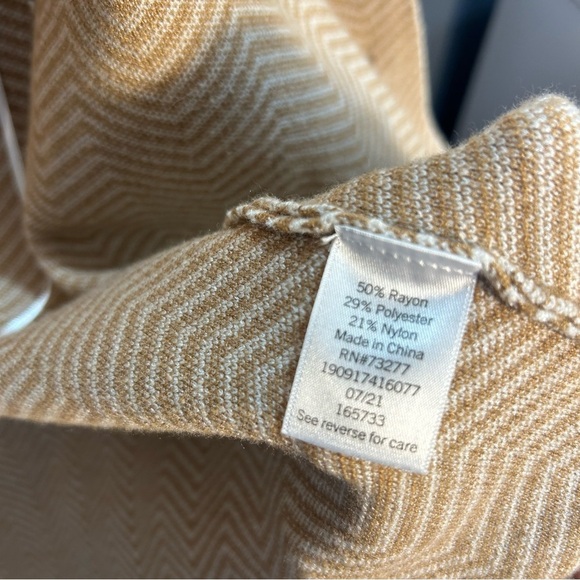 50% Rayon
29% Polyester
21% Nylon
Made in China
RN#73277
190917416077
07/21
165733
See reverse for care